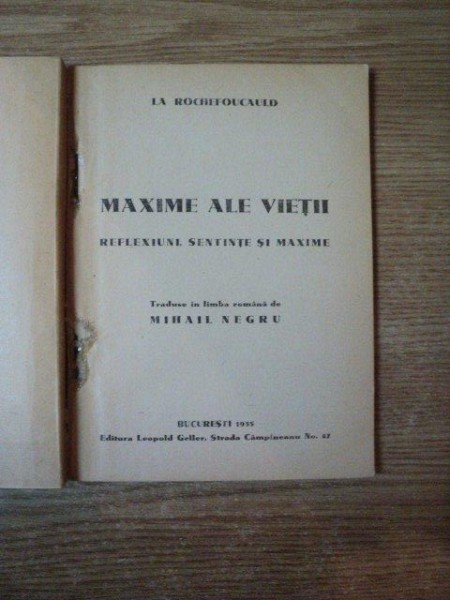 LA ROCHEFOUCAULD
MAXIME ALE VIEȚII
REFLEXIUNI, SENTINȚE ȘI MAXIME
Traduse în limba română de
MIHAIL NEGRU
BUCUREȘTI 1935
Editura Leopold Geller, Strada Câmpineanu No. 47